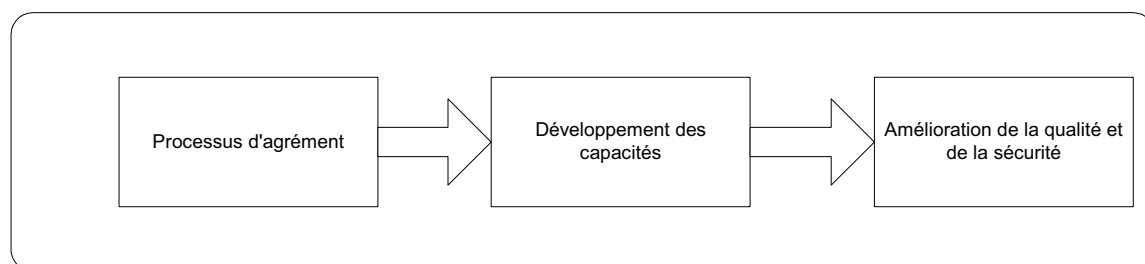 Processus d'agrément
Développement des
capacités
Amélioration de la qualité et
de la sécurité